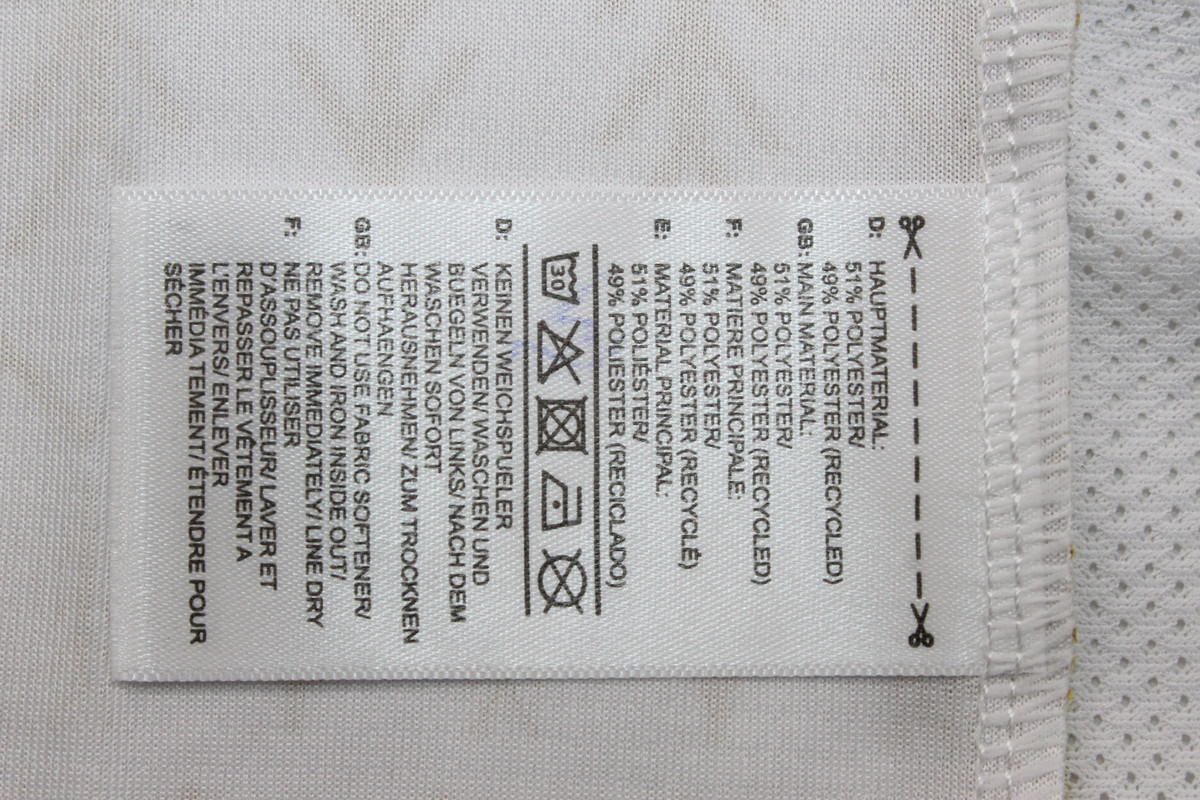 D: HAUPTMATERIAL:
51% POLYESTER/
49% POLYESTER (RECYCLED)
GB: MAIN MATERIAL:
51% POLYESTER/
49% POLYESTER (RECYCLED)
F: MATIERE PRINCIPALE:
51% POLYESTER/
49% POLYESTER (RECYCLÉ)
E: MATERIAL PRINCIPAL:
51% POLIÉSTER/
49% POLIESTER (RECICLADO)
30
D: KEINEN WEICHSPUELER
VERWENDEN/ WASCHEN UND
BUEGELN VON LINKS/ NACH DEM
WASCHEN SOFORT
HERAUSNEHMEN/ ZUM TROCKNEN
AUFHAENGEN
GB: DO NOT USE FABRIC SOFTENER/
WASH AND IRON INSIDE OUT/
REMOVE IMMEDIATELY/ LINE DRY
F: NE PAS UTILISER
D'ASSOUPLISSEUR/ LAVER ET
REPASSER LE VÊTEMENT A
L'ENVERS/ ENLEVER
IMMÉDIA TEMENT/ ÉTENDRE POUR
SÉCHER